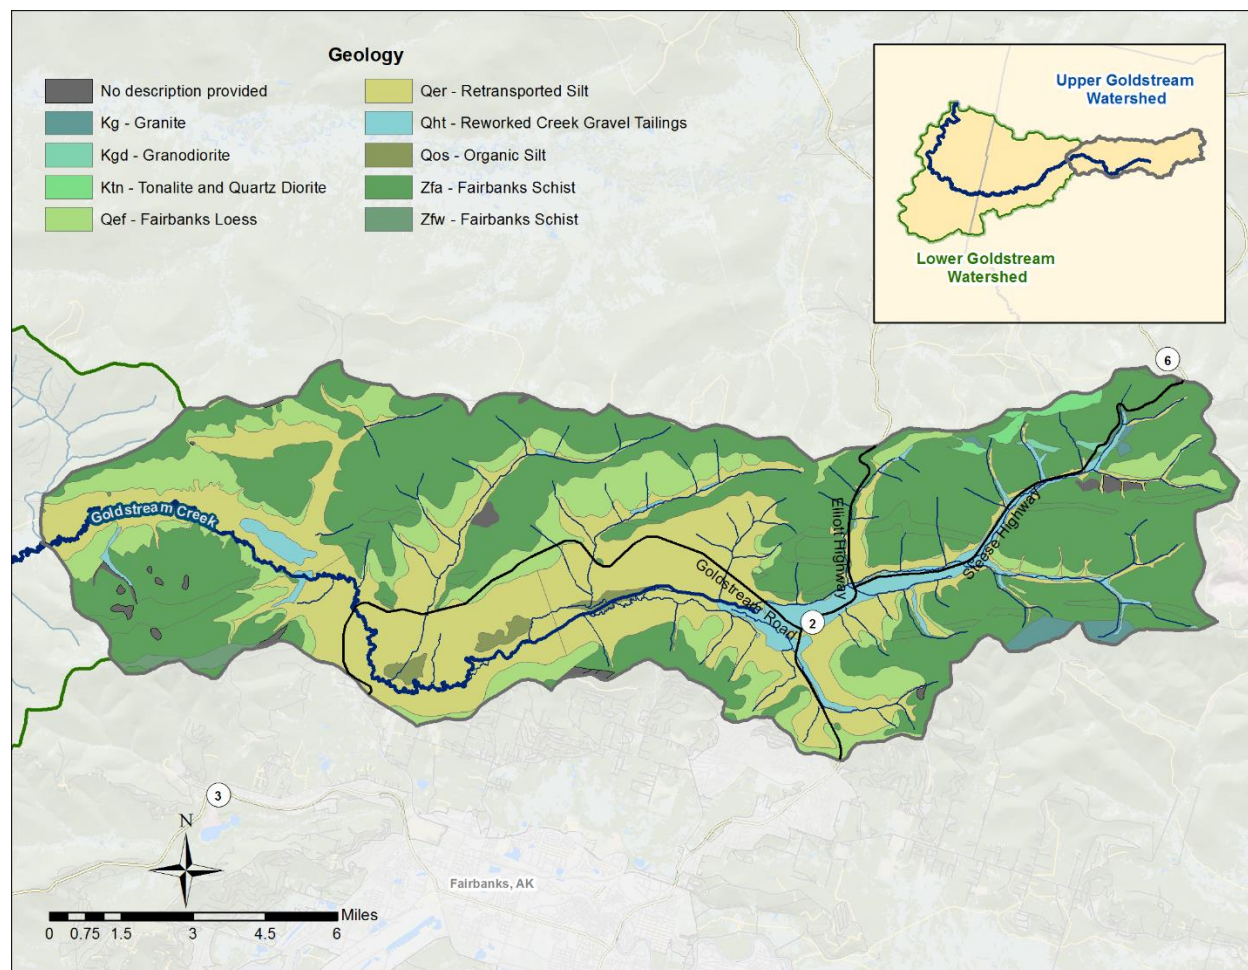 Geology
No description provided
Kg - Granite
Kgd - Granodiorite
Ktn - Tonalite and Quartz Diorite
Qef - Fairbanks Loess
Qer - Retransported Silt
Qht - Reworked Creek Gravel Tailings
Qos - Organic Silt
Zfa - Fairbanks Schist
Zfw - Fairbanks Schist
Upper Goldstream
Watershed
Lower Goldstream
Watershed
6
Goldstream Creek
Elliott Highway
Steese Highway
Goldstream Road
2
3
N
Fairbanks, AK
Miles
0 0.75 1.5 3 4.5 6